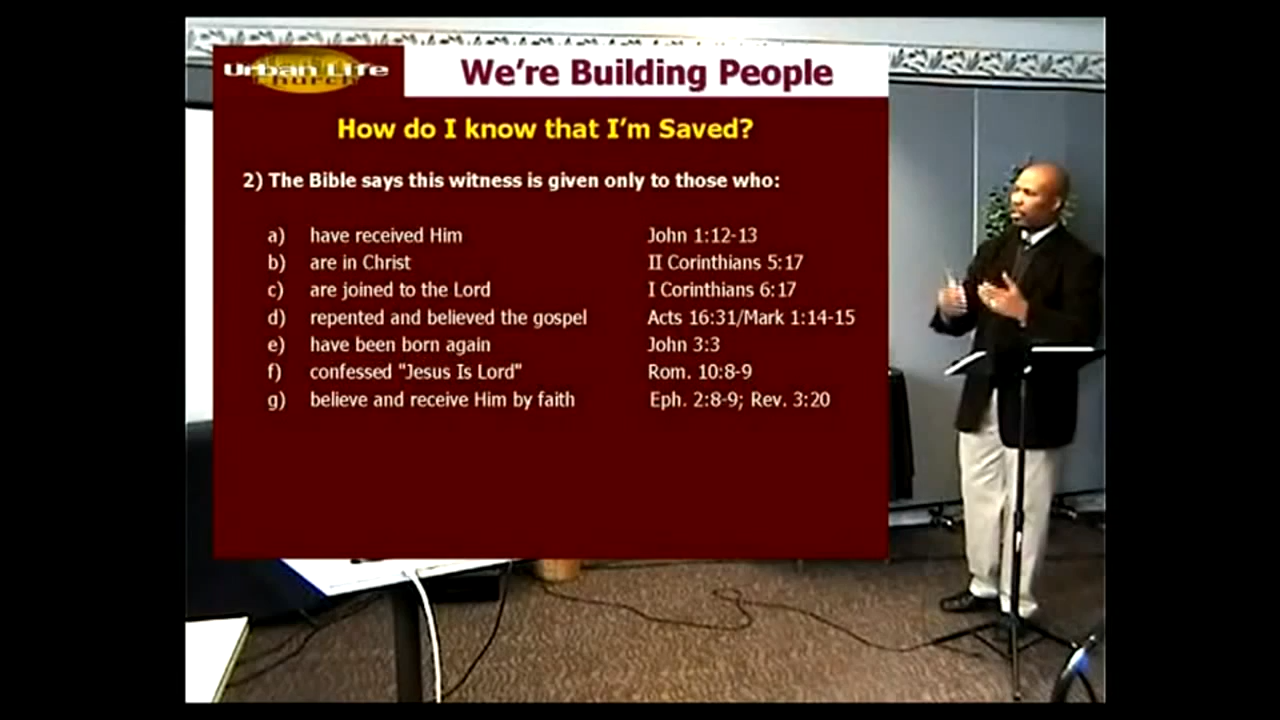 Urban Life
Church
We're Building People
How do I know that I'm Saved?
2) The Bible says this witness is given only to those who:
a) have received Him John 1:12-13
b) are in Christ II Corinthians 5:17
c) are joined to the Lord I Corinthians 6:17
d) repented and believed the gospel Acts 16:31/Mark 1:14-15
e) have been born again John 3:3
f) confessed "Jesus Is Lord" Rom. 10:8-9
g) believe and receive Him by faith Eph. 2:8-9; Rev. 3:20